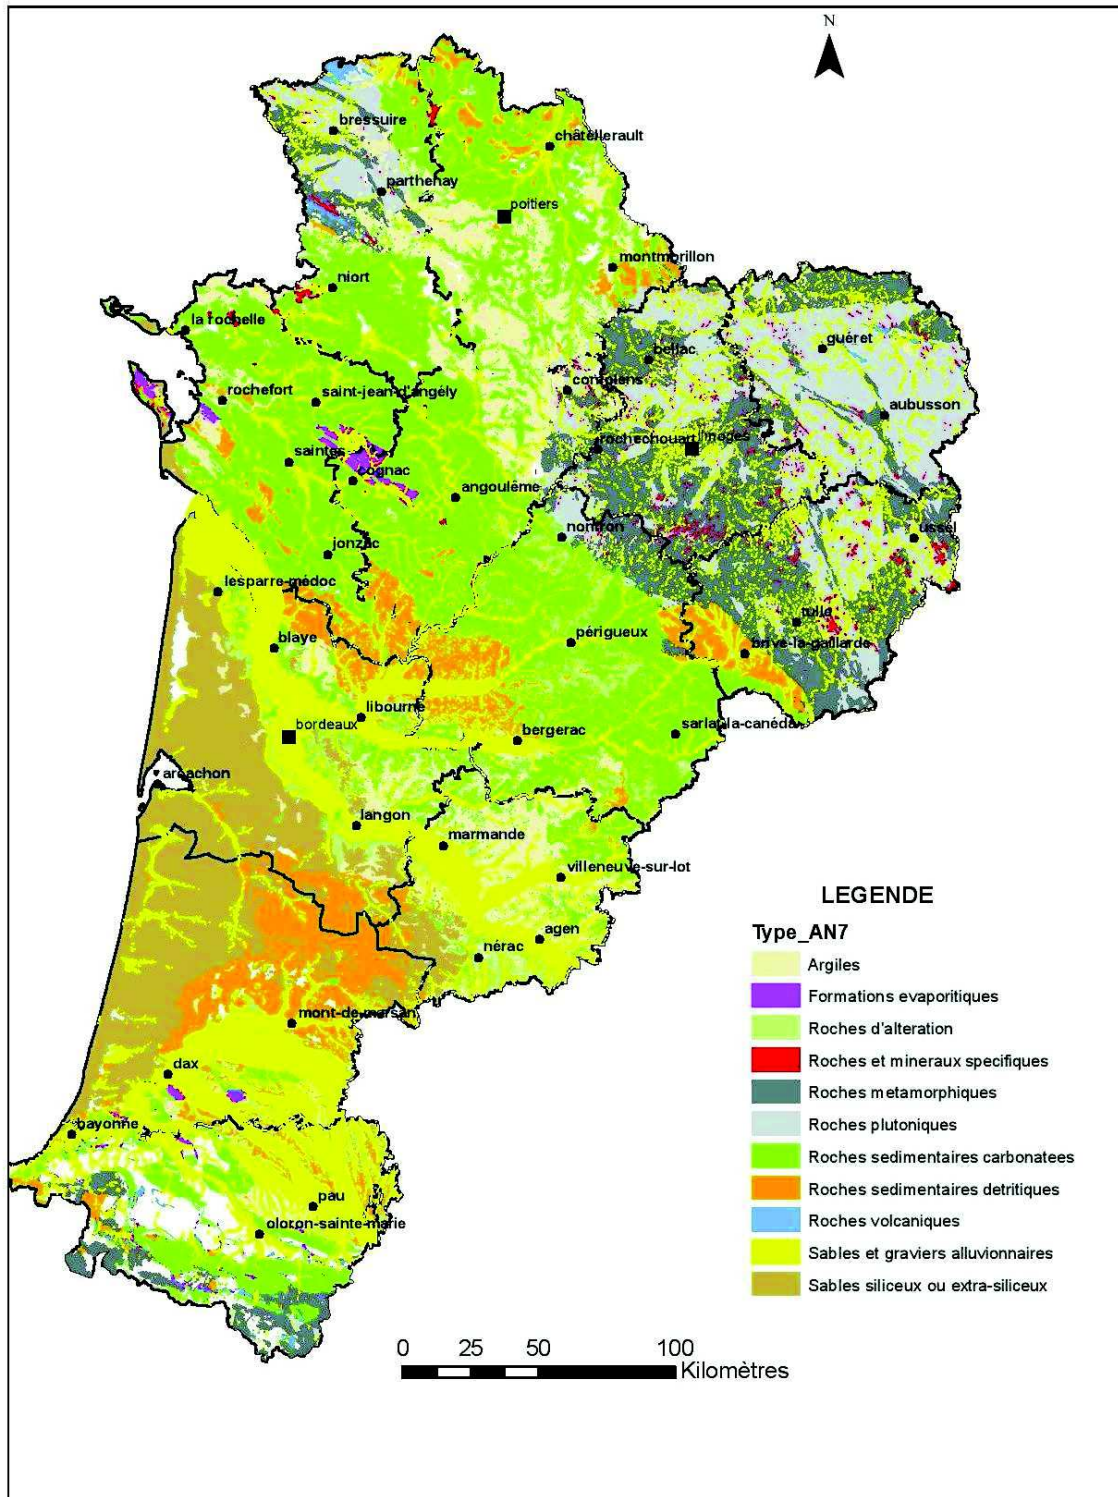 N
bressuire
châtellerault
parthenay
poitiers
montmorillon
niort
la rochelle
guéret
bellac
confolens
rochefort
saint-jean-d'angély
aubusson
rochechouart
limoges
saintes
cognac
angoulême
nontron
ussel
jonzac
lesparre-médoc
tulle
blaye
périgueux
brive-la-gaillarde
libourne
bordeaux
bergerac
sarlat-la-canéda
arcachon
langon
marmande
villeneuve-sur-lot
agen
nérac
mont-de-marsan
dax
bayonne
pau
oloron-sainte-marie
LEGENDE
Type_AN7
Argiles
Formations evaporitiques
Roches d'alteration
Roches et mineraux specifiques
Roches metamorphiques
Roches plutoniques
Roches sedimentaires carbonatees
Roches sedimentaires detritiques
Roches volcaniques
Sables et graviers alluvionnaires
Sables siliceux ou extra-siliceux
0 25 50 100
Kilomètres